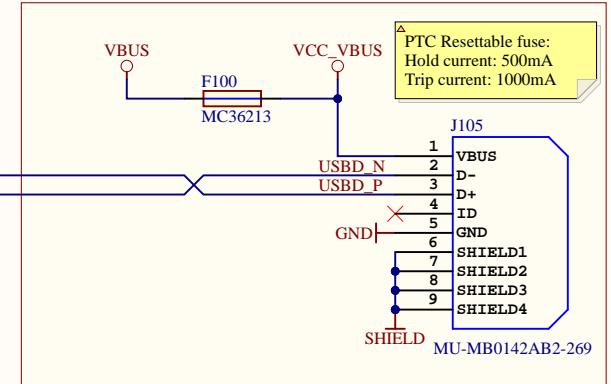 VBUS
VCC_VBUS
PTC Resettable fuse:
Hold current: 500mA
Trip current: 1000mA
F100
MC36213
J105
1 VBUS
USBD_N 2 D-
USBD_P 3 D+
4 ID
GND 5 GND
6 SHIELD1
7 SHIELD2
8 SHIELD3
9 SHIELD4
SHIELD
MU-MB0142AB2-269